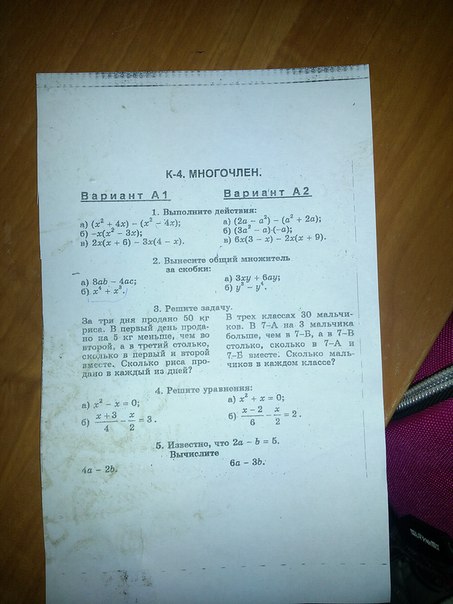 К-4. МНОГОЧЛЕН.
Вариант А1
Вариант А2
1. Выполните действия:
а) (x² + 4x) – (x² – 4x);
б) -x(x² – 3x);
в) 2x(x + 6) – 3x(4 – x).
а) (2a – a²) – (a² + 2a);
б) (3a² – a)·(–a);
в) 6x(3 – x) – 2x(x + 9).
2. Вынесите общий множитель
за скобки:
а) 8ab – 4ac;
б) x⁴ + x³.
а) 3xy + 6ay;
б) y³ – y⁴.
3. Решите задачу.
За три дня продано 50 кг
риса. В первый день прода-
но на 5 кг меньше, чем во
второй, а в третий столько,
сколько в первый и второй
вместе. Сколько риса про-
дано в каждый из дней?
В трех классах 30 мальчи-
ков. В 7–А на 3 мальчика
больше, чем в 7–Б, а в 7–В
столько, сколько в 7–А и
7–Б вместе. Сколько маль-
чиков в каждом классе?
4. Решите уравнения:
а) x² – x = 0;
б) (x + 3)/4 – x/2 = 3.
а) x² + x = 0;
б) (x – 2)/6 – x/2 = 2.
5. Известно, что 2a – b = 5.
Вычислите
4a – 2b.
6a – 3b.